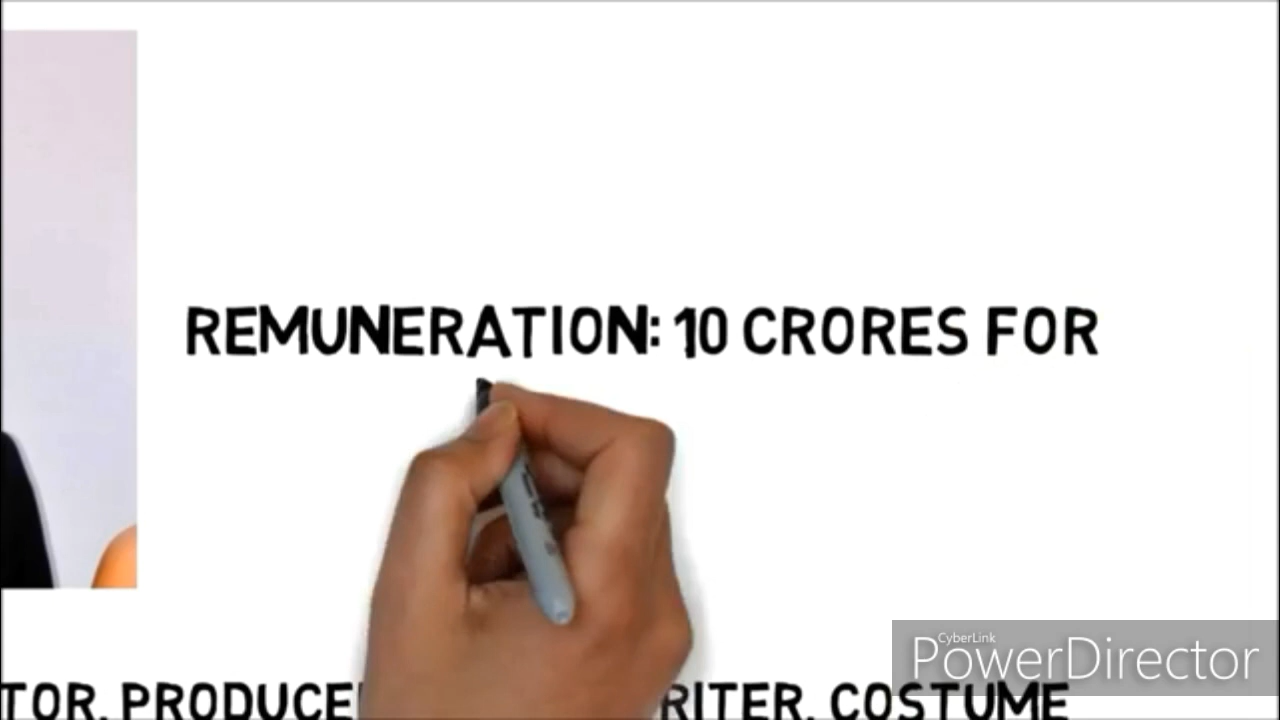 REMUNERATION: 10 CRORES FOR
CyberLink
PowerDirector
TOR, PRODUCE RITER, COSTUME